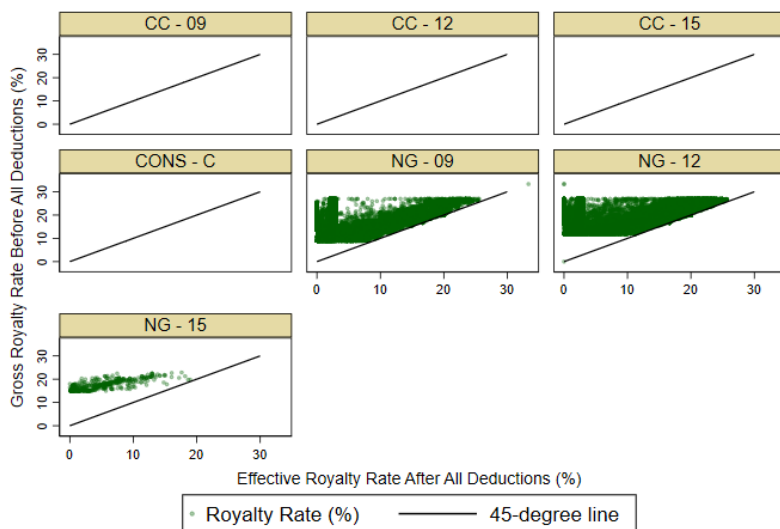 CC - 09
CC - 12
CC - 15
30
20
10
0
CONS - C
NG - 09
NG - 12
30
20
10
0
0
10
20
30
0
10
20
30
NG - 15
30
20
10
0
0
10
20
30
Gross Royalty Rate Before All Deductions (%)
Effective Royalty Rate After All Deductions (%)
Royalty Rate (%)
45-degree line